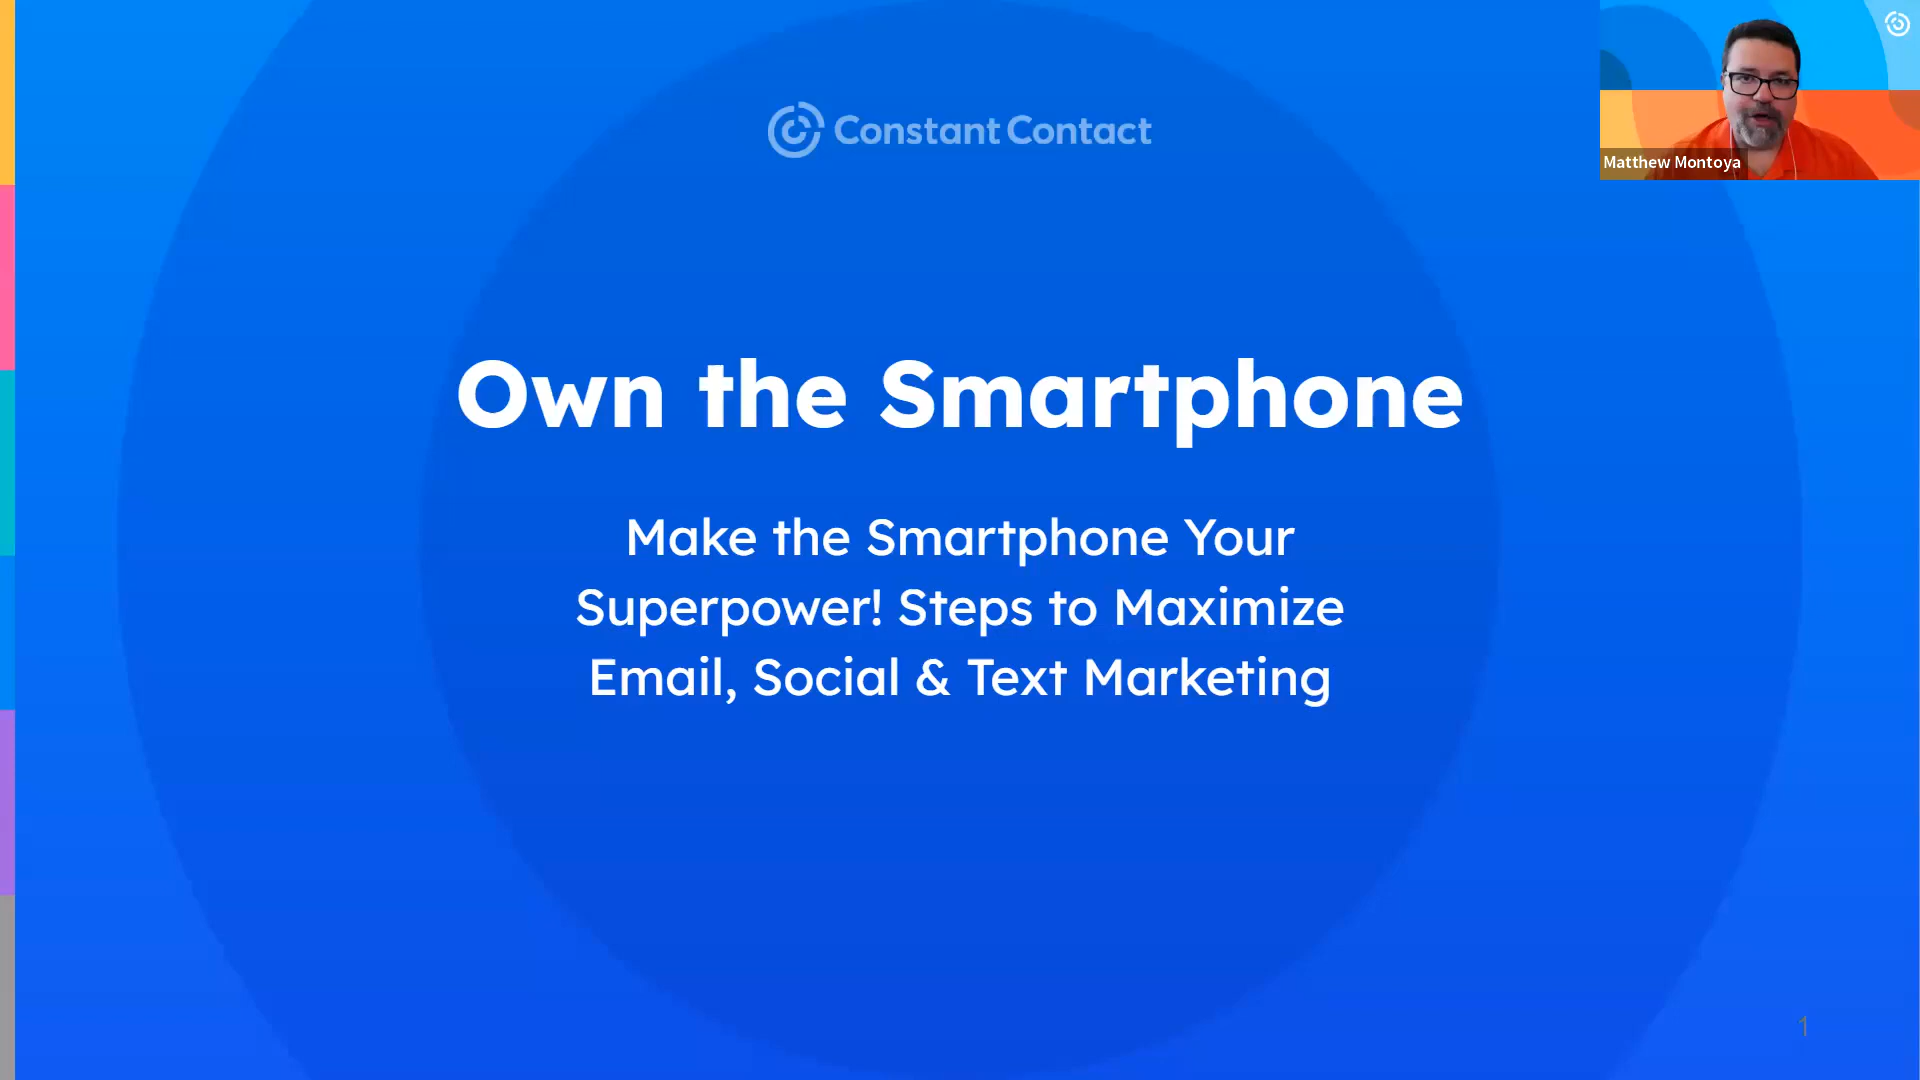 Constant Contact
Matthew Montoya
Own the Smartphone
Make the Smartphone Your
Superpower! Steps to Maximize
Email, Social & Text Marketing
1